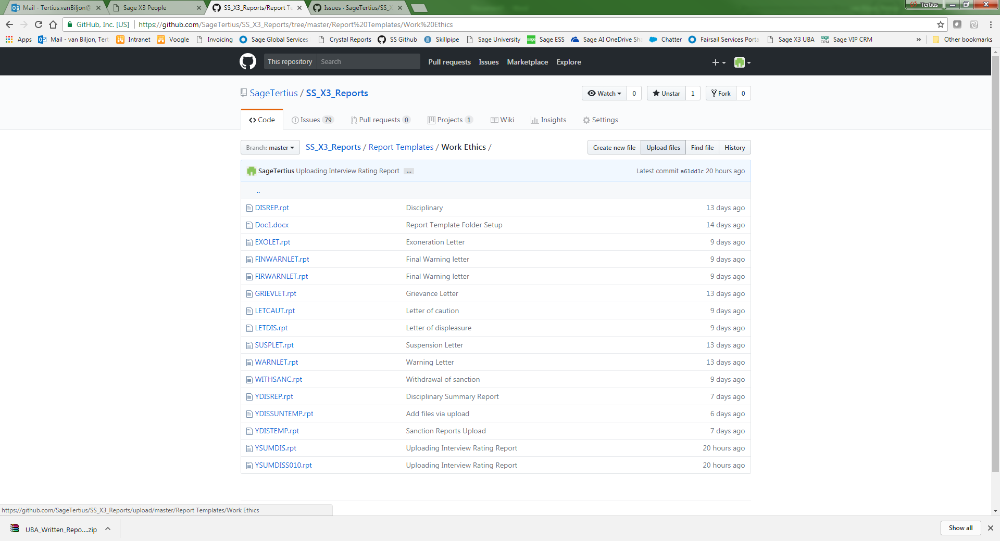 Mail - Tertius.vanBiljon@
Sage X3 People
SS_X3_Reports/Report Te
Issues · SageTertius/SS_X
Tertius
GitHub, Inc. [US]
https://github.com/SageTertius/SS_X3_Reports/tree/master/Report%20Templates/Work%20Ethics
Apps
Mail - van Biljon, Tert
Intranet
Voogle
Invoicing
Sage Global Services
Crystal Reports
SS Github
Skillpipe
Sage University
Sage ESS
Sage AI OneDrive Sha
Chatter
Fairsail Services Porta
Sage X3 UBA
Sage VIP CRM
»
Other bookmarks
This repository
Search
Pull requests
Issues
Marketplace
Explore
SageTertius / SS_X3_Reports
Watch 0
Unstar 1
Fork 0
Code
Issues 79
Pull requests 0
Projects 1
Wiki
Insights
Settings
Branch: master
SS_X3_Reports / Report Templates / Work Ethics /
Create new file
Upload files
Find file
History
SageTertius Uploading Interview Rating Report ...
Latest commit a61dd1c 20 hours ago
..
DISREP.rpt Disciplinary 13 days ago
Doc1.docx Report Template Folder Setup 14 days ago
EXOLET.rpt Exoneration Letter 9 days ago
FINWARNLET.rpt Final Warning letter 9 days ago
FIRWARNLET.rpt Final Warning letter 9 days ago
GRIEVLET.rpt Grievance Letter 13 days ago
LETCAUT.rpt Letter of caution 9 days ago
LETDIS.rpt Letter of displeasure 9 days ago
SUSPLET.rpt Suspension Letter 13 days ago
WARNLET.rpt Warning Letter 13 days ago
WITHSANC.rpt Withdrawal of sanction 9 days ago
YDISREP.rpt Disciplinary Summary Report 7 days ago
YDISSUNTEMP.rpt Add files via upload 6 days ago
YDISTEMP.rpt Sanction Reports Upload 7 days ago
YSUMDIS.rpt Uploading Interview Rating Report 20 hours ago
YSUMDISS010.rpt Uploading Interview Rating Report 20 hours ago
https://github.com/SageTertius/SS_X3_Reports/upload/master/Report Templates/Work Ethics
UBA_Written_Repo....zip
Show all